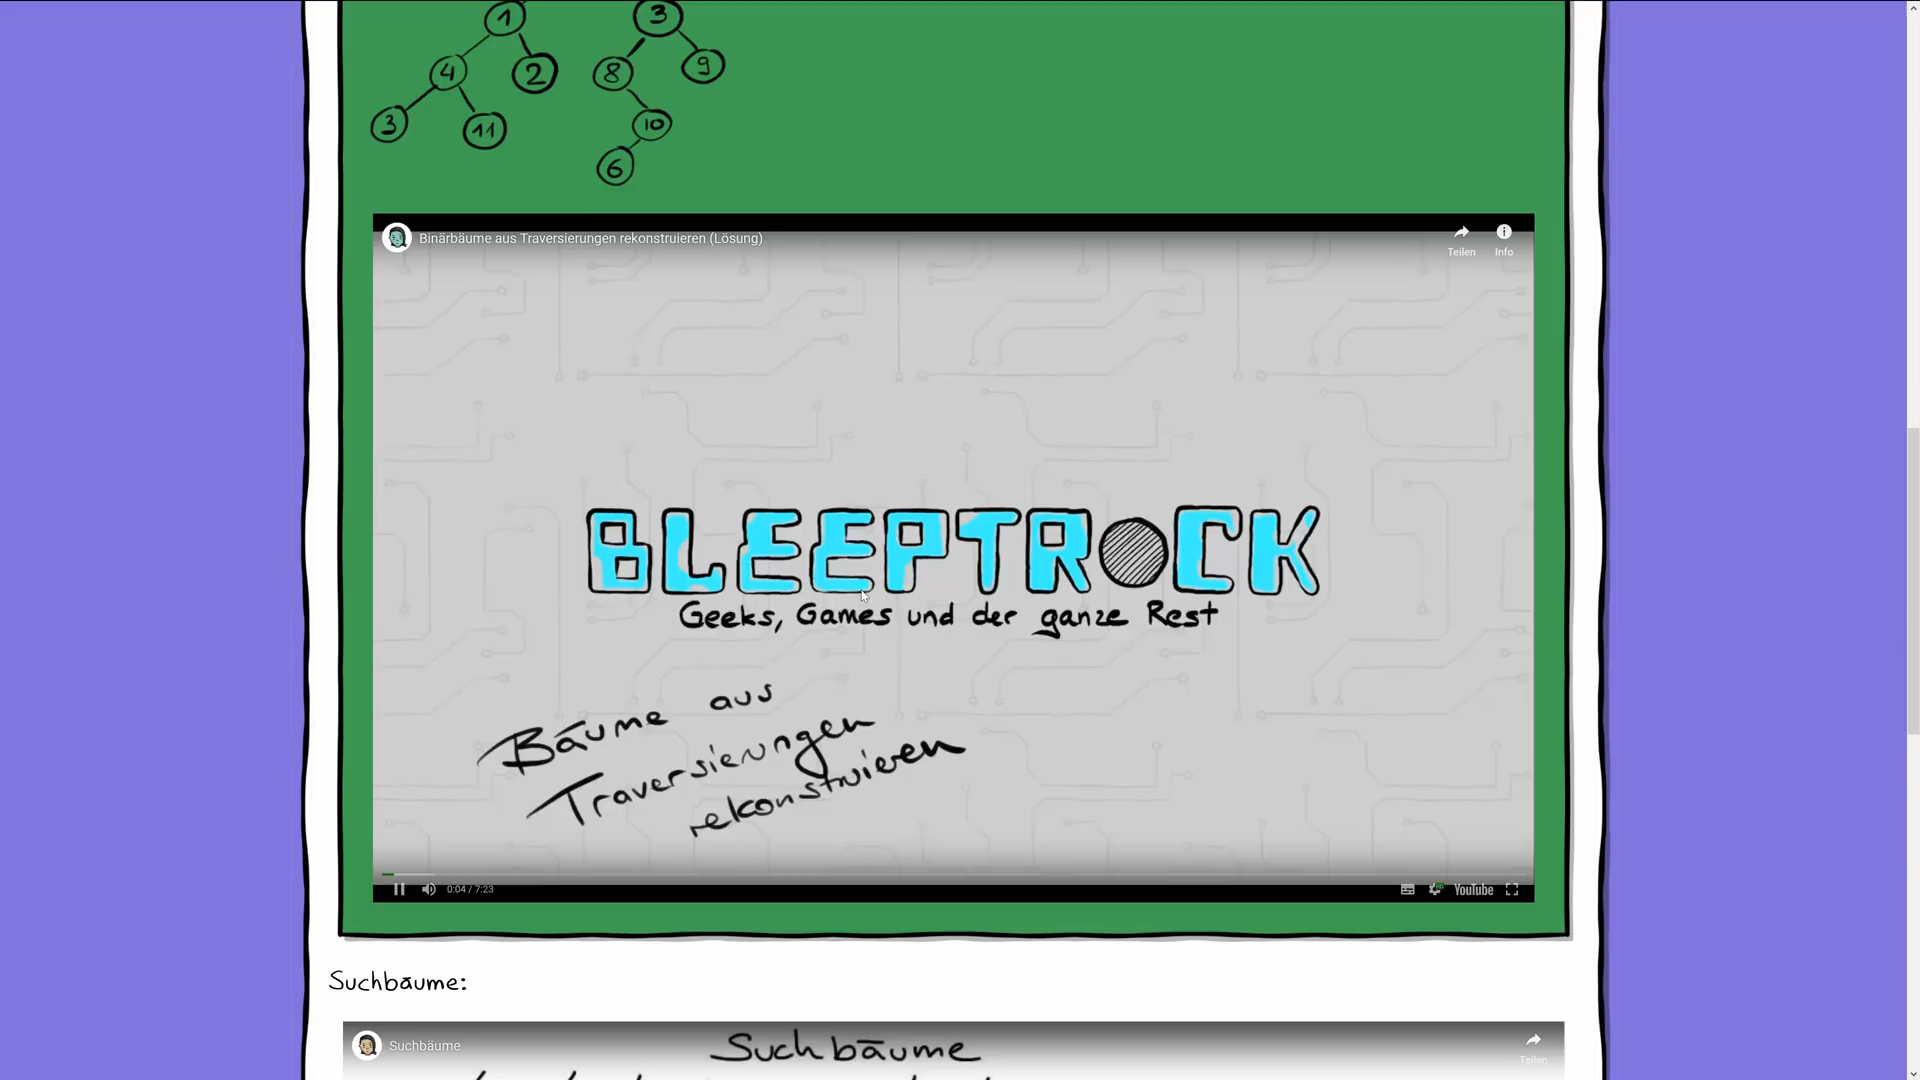 1 3
4 2 8 9
3 11 10
6
Binärbäume aus Traversierungen rekonstruieren (Lösung)
Teilen Info
BLEEPTROCK
Geeks, Games und der ganze Rest
Bäume aus
Traversierungen
rekonstruieren
0:04 / 7:23
YouTube
Suchbäume:
Suchbäume
Suchbäume
Teilen